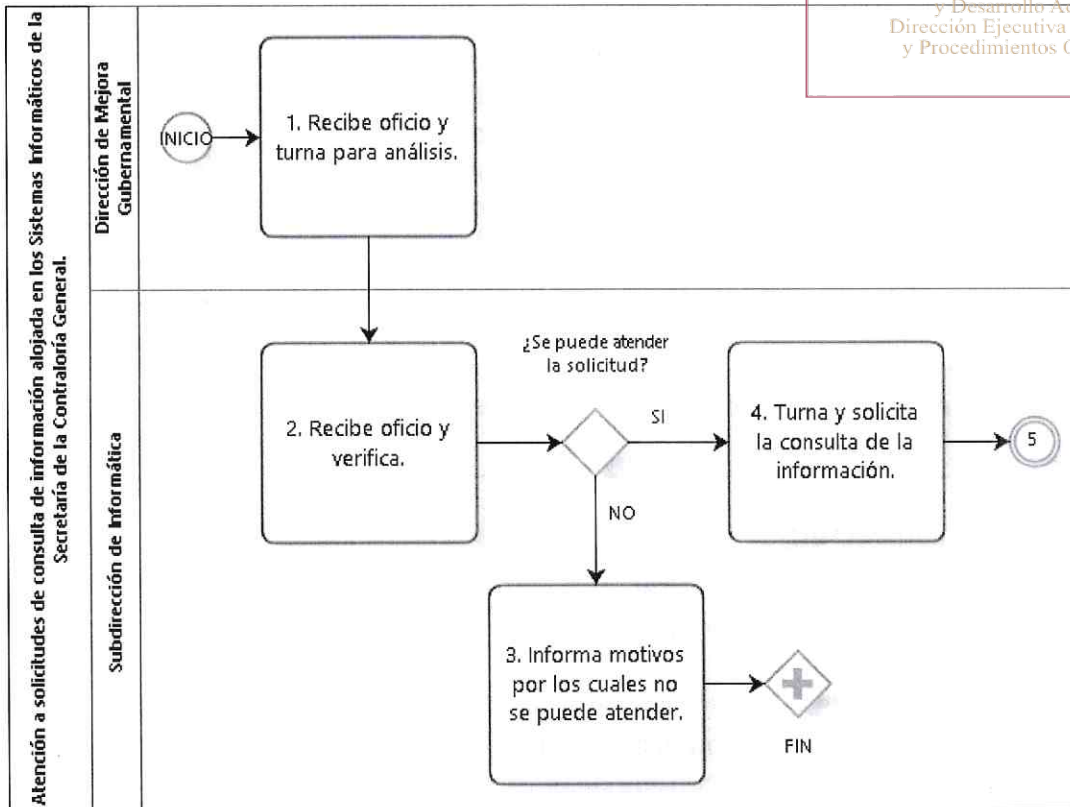 y Desarrollo
Dirección Ejecutiva
y Procedimientos
Atención a solicitudes de consulta de información alojada en los Sistemas Informáticos de la
Secretaría de la Contraloría General.
Dirección de Mejora
Gubernamental
INICIO
1. Recibe oficio y
turna para análisis.
Subdirección de Informática
2. Recibe oficio y
verifica.
¿Se puede atender
la solicitud?
SI
4. Turna y solicita
la consulta de la
información.
5
NO
3. Informa motivos
por los cuales no
se puede atender.
FIN